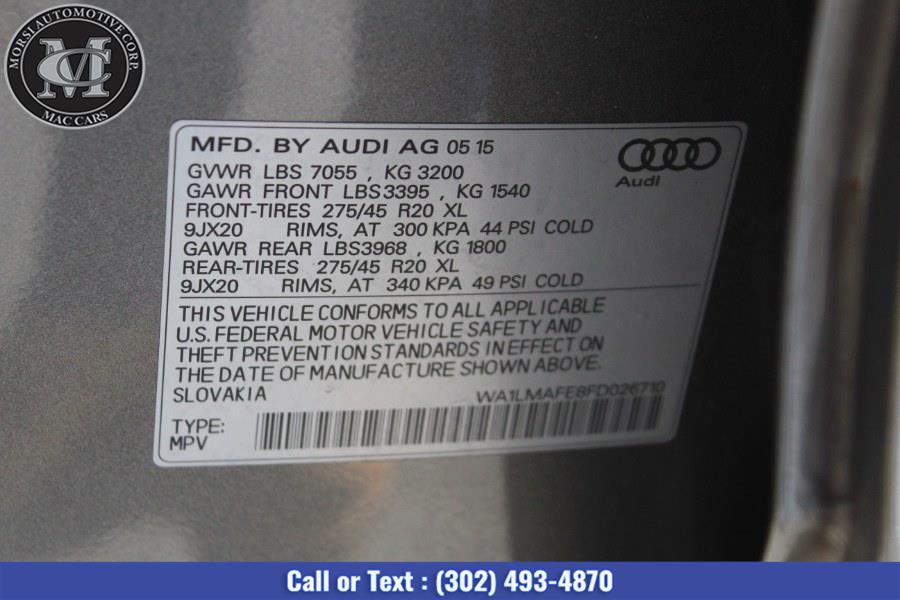 MORSI AUTOMOTIVE CORP.
MC
MAC CARS
MFD. BY AUDI AG 05 15
GVWR LBS 7055 , KG 3200
GAWR FRONT LBS3395 , KG 1540
FRONT-TIRES 275/45 R20 XL
9JX20 RIMS, AT 300 KPA 44 PSI COLD
GAWR REAR LBS3968 , KG 1800
REAR-TIRES 275/45 R20 XL
9JX20 RIMS, AT 340 KPA 49 PSI COLD
Audi
THIS VEHICLE CONFORMS TO ALL APPLICABLE
U.S. FEDERAL MOTOR VEHICLE SAFETY AND
THEFT PREVENTION STANDARDS IN EFFECT ON
THE DATE OF MANUFACTURE SHOWN ABOVE.
SLOVAKIA WA1LMAFE8FD026710
TYPE:
MPV
Call or Text : (302) 493-4870